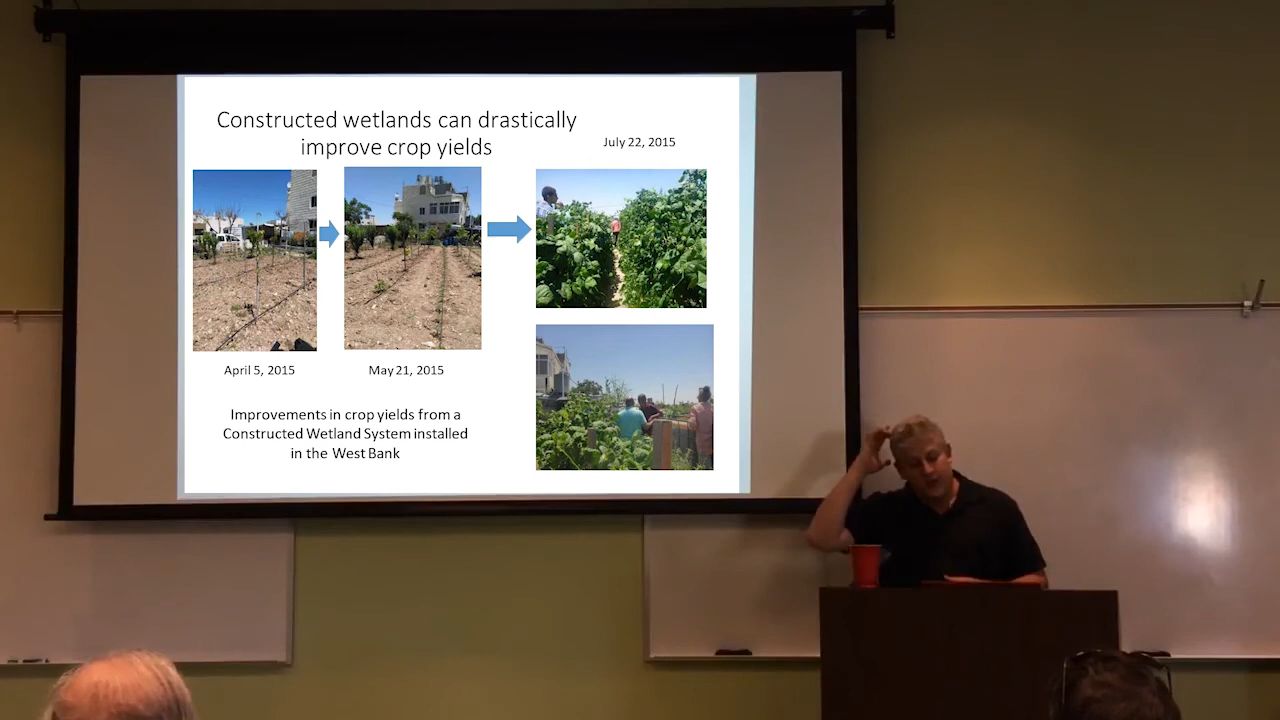 Constructed wetlands can drastically
improve crop yields
July 22, 2015
April 5, 2015
May 21, 2015
Improvements in crop yields from a
Constructed Wetland System installed
in the West Bank